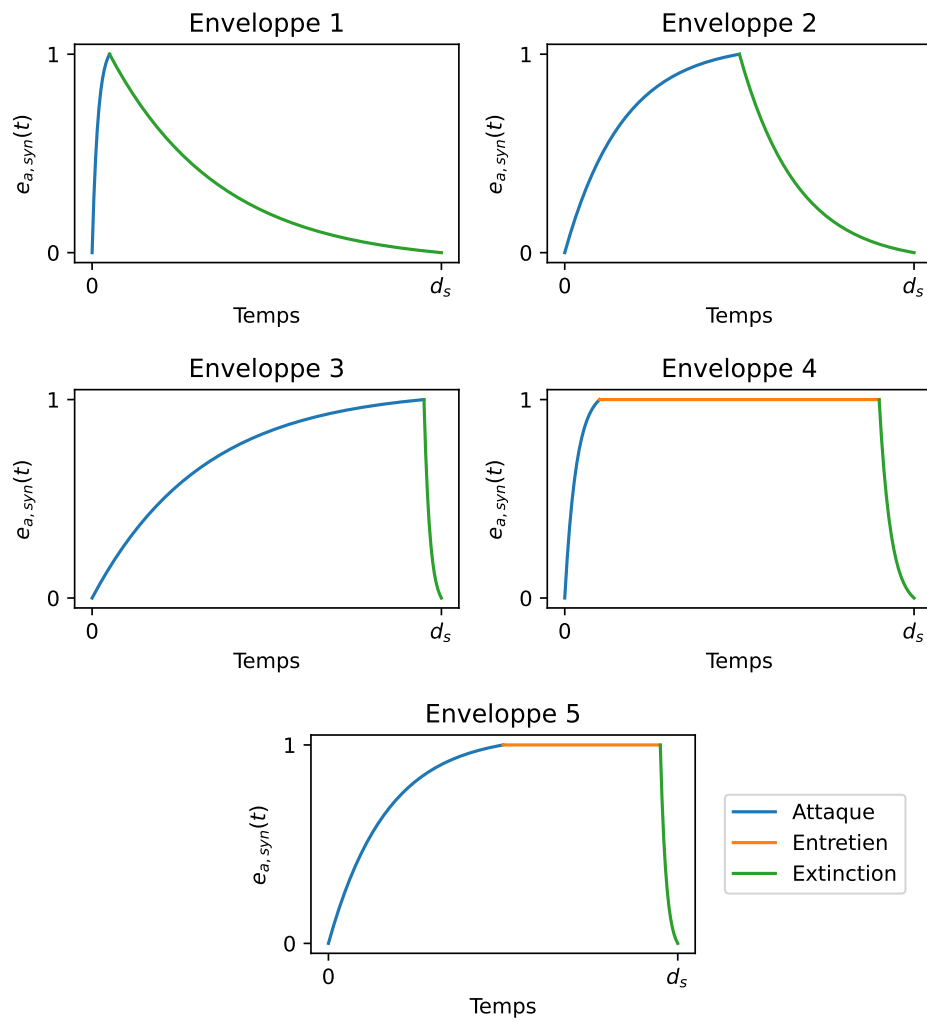 Enveloppe 1
1
0
e_{a,syn}(t)
0
d_s
Temps
Enveloppe 2
1
0
e_{a,syn}(t)
0
d_s
Temps
Enveloppe 3
1
0
e_{a,syn}(t)
0
d_s
Temps
Enveloppe 4
1
0
e_{a,syn}(t)
0
d_s
Temps
Enveloppe 5
1
0
e_{a,syn}(t)
0
d_s
Temps
Attaque
Entretien
Extinction